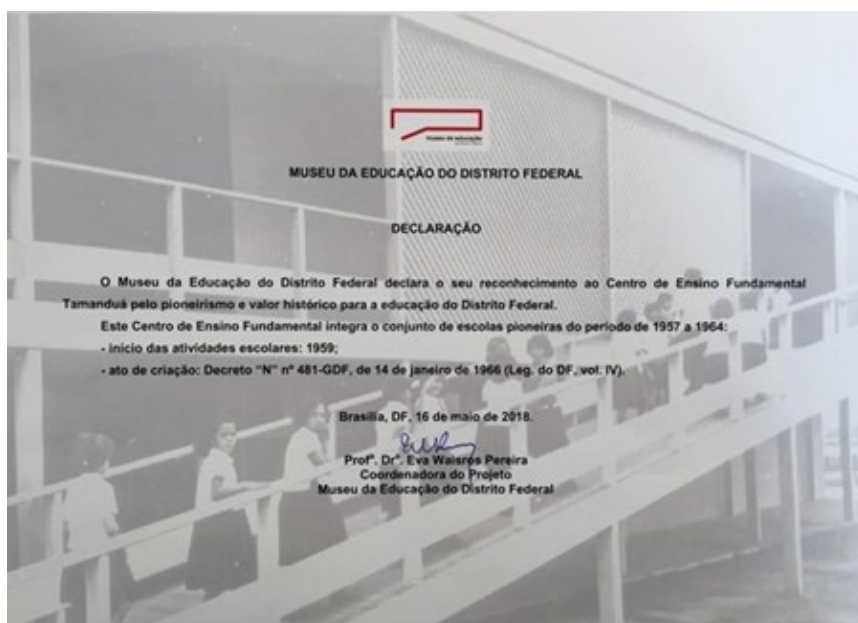 museu da educação
MUSEU DA EDUCAÇÃO DO DISTRITO FEDERAL
DECLARAÇÃO
O Museu da Educação do Distrito Federal declara o seu reconhecimento ao Centro de Ensino Fundamental
Tamanduá pelo pioneirismo e valor histórico para a educação do Distrito Federal.
Este Centro de Ensino Fundamental integra o conjunto de escolas pioneiras do período de 1957 a 1964:
- início das atividades escolares: 1959;
- ato de criação: Decreto "N" nº 481-GDF, de 14 de janeiro de 1966 (Leg. do DF, vol. IV).
Brasília, DF, 16 de maio de 2018.
Profª. Drª. Eva Waisros Pereira
Coordenadora do Projeto
Museu da Educação do Distrito Federal